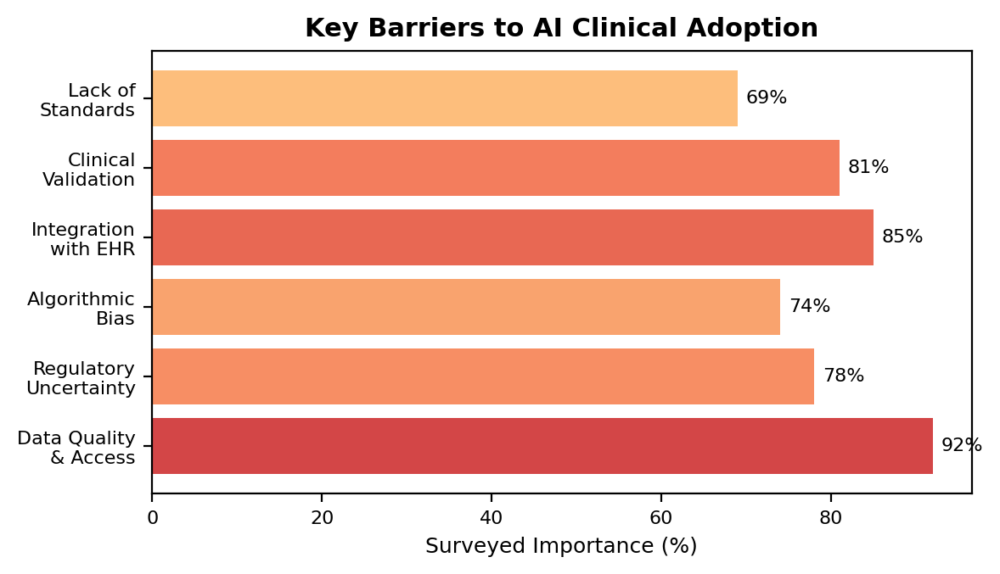 Key Barriers to AI Clinical Adoption
Lack of
Standards
69%
Clinical
Validation
81%
Integration
with EHR
85%
Algorithmic
Bias
74%
Regulatory
Uncertainty
78%
Data Quality
& Access
92%
0 20 40 60 80
Surveyed Importance (%)